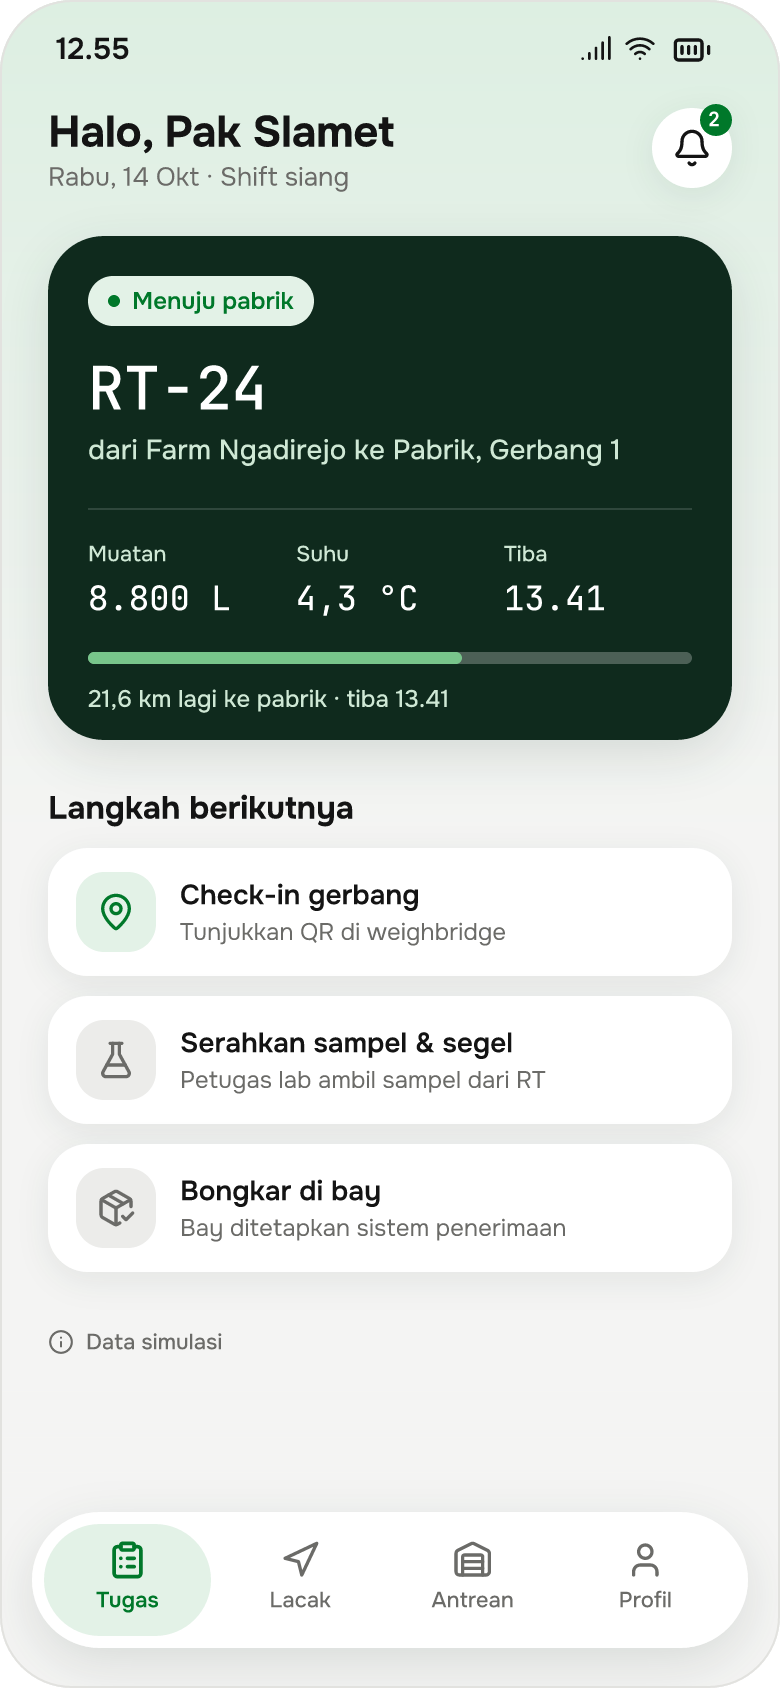 12.55
Halo, Pak Slamet
2
Rabu, 14 Okt · Shift siang
Menuju pabrik
RT-24
dari Farm Ngadirejo ke Pabrik, Gerbang 1
Muatan Suhu Tiba
8.800 L 4,3 °C 13.41
21,6 km lagi ke pabrik · tiba 13.41
Langkah berikutnya
Check-in gerbang
Tunjukkan QR di weighbridge
Serahkan sampel & segel
Petugas lab ambil sampel dari RT
Bongkar di bay
Bay ditetapkan sistem penerimaan
Data simulasi
Tugas Lacak Antrean Profil